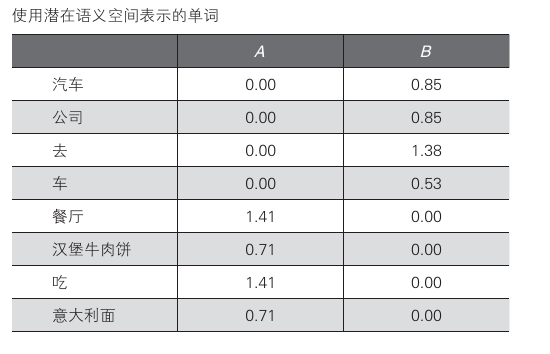 使用潜在语义空间表示的单词
A B
汽车 0.00 0.85
公司 0.00 0.85
去 0.00 1.38
车 0.00 0.53
餐厅 1.41 0.00
汉堡牛肉饼 0.71 0.00
吃 1.41 0.00
意大利面 0.71 0.00